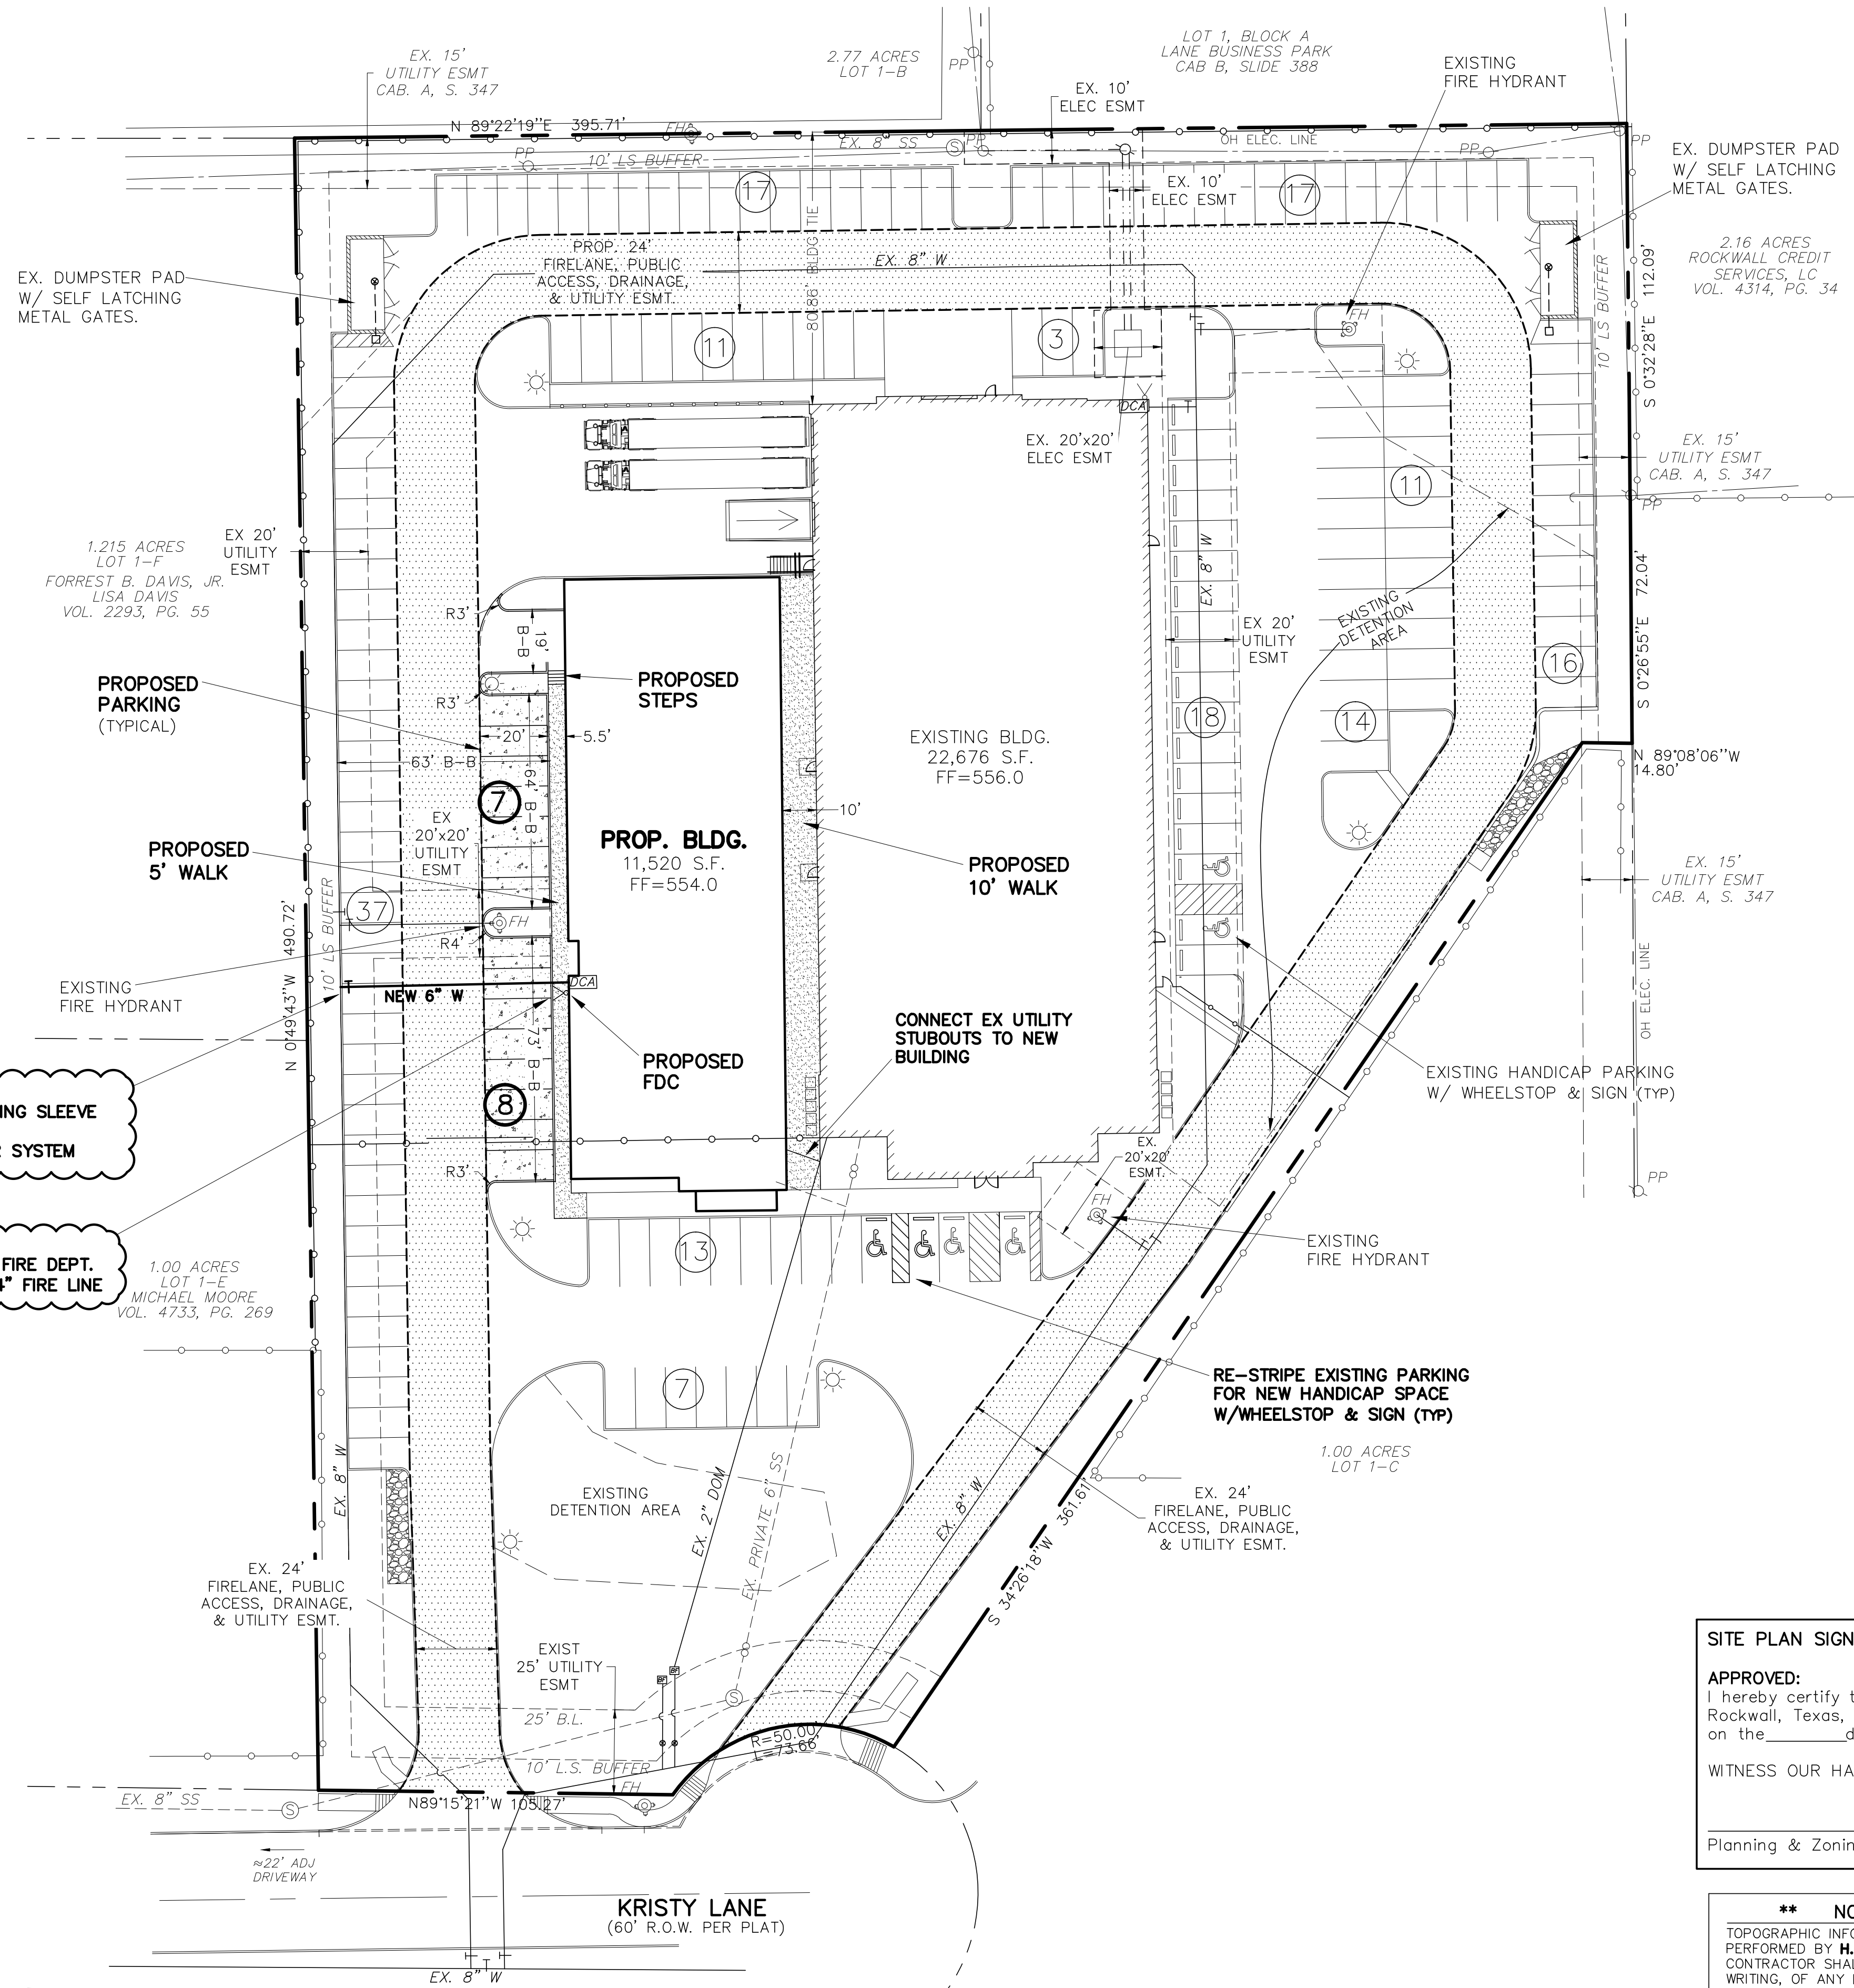 EX. 15'
UTILITY ESMT
CAB. A, S. 347
2.77 ACRES
LOT 1-B
PP
LOT 1, BLOCK A
LANE BUSINESS PARK
CAB B, SLIDE 388
EXISTING
FIRE HYDRANT
EX. 10'
ELEC ESMT
N 89°22'19"E 395.71'
FH
EX. 8" SS
S
PP
OH ELEC. LINE
PP
PP
PP
10' LS BUFFER
EX. DUMPSTER PAD
W/ SELF LATCHING
METAL GATES.
17
EX. 10'
ELEC ESMT
17
2.16 ACRES
ROCKWALL CREDIT
SERVICES, LC
VOL. 4314, PG. 34
EX. DUMPSTER PAD
W/ SELF LATCHING
METAL GATES.
PROP. 24'
FIRELANE, PUBLIC
ACCESS, DRAINAGE,
& UTILITY ESMT.
80.86' BLDG TIE
EX. 8" W
10' LS BUFFER
S 0°32'28"E 112.09'
11
3
FH
DCA
EX. 20'x20'
ELEC ESMT
EX. 15'
UTILITY ESMT
CAB. A, S. 347
PP
11
1.215 ACRES
LOT 1-F
FORREST B. DAVIS, JR.
LISA DAVIS
VOL. 2293, PG. 55
EX 20'
UTILITY
ESMT
EX. 8" W
R3'
19'
B-B
EX 20'
UTILITY
ESMT
EXISTING
DETENTION
AREA
16
S 0°26'55"E 72.04'
PROPOSED
PARKING
(TYPICAL)
R3'
PROPOSED
STEPS
20'
5.5'
63' B-B
64' B-B
7
EXISTING BLDG.
22,676 S.F.
FF=556.0
18
14
N 89°08'06"W
14.80'
EX
20'x20'
UTILITY
ESMT
10'
PROP. BLDG.
11,520 S.F.
FF=554.0
PROPOSED
5' WALK
PROPOSED
10' WALK
EX. 15'
UTILITY ESMT
CAB. A, S. 347
37
10' LS BUFFER
N 0°49'43"W 490.72'
FH
R4'
EXISTING
FIRE HYDRANT
NEW 6" W
DCA
OH ELEC. LINE
73' B-B
8
PROPOSED
FDC
CONNECT EX UTILITY
STUBOUTS TO NEW
BUILDING
EXISTING HANDICAP PARKING
W/ WHEELSTOP & SIGN (TYP)
ING SLEEVE
SYSTEM
R3'
EX.
20'x20'
ESMT.
PP
FIRE DEPT.
4" FIRE LINE
1.00 ACRES
LOT 1-E
MICHAEL MOORE
VOL. 4733, PG. 269
13
FH
EXISTING
FIRE HYDRANT
7
RE-STRIPE EXISTING PARKING
FOR NEW HANDICAP SPACE
W/WHEELSTOP & SIGN (TYP)
1.00 ACRES
LOT 1-C
EX. 8" W
EXISTING
DETENTION AREA
EX. 2" DOM
EX. PRIVATE 6" SS
EX. 8" W
S 34°26'18"W 361.61'
EX. 24'
FIRELANE, PUBLIC
ACCESS, DRAINAGE,
& UTILITY ESMT.
EX. 24'
FIRELANE, PUBLIC
ACCESS, DRAINAGE,
& UTILITY ESMT.
EXIST
25' UTILITY
ESMT
S
25' B.L.
R=50.00'
L=73.66'
10' L.S. BUFFER
FH
EX. 8" SS
S
N89°15'21"W 105.27'
≈22' ADJ
DRIVEWAY
KRISTY LANE
(60' R.O.W. PER PLAT)
EX. 8" W
SITE PLAN SIGN
APPROVED:
I hereby certify t
Rockwall, Texas,
on the
WITNESS OUR HA
Planning & Zonin
** NO
TOPOGRAPHIC INFO
PERFORMED BY H.
CONTRACTOR SHAL
WRITING, OF ANY